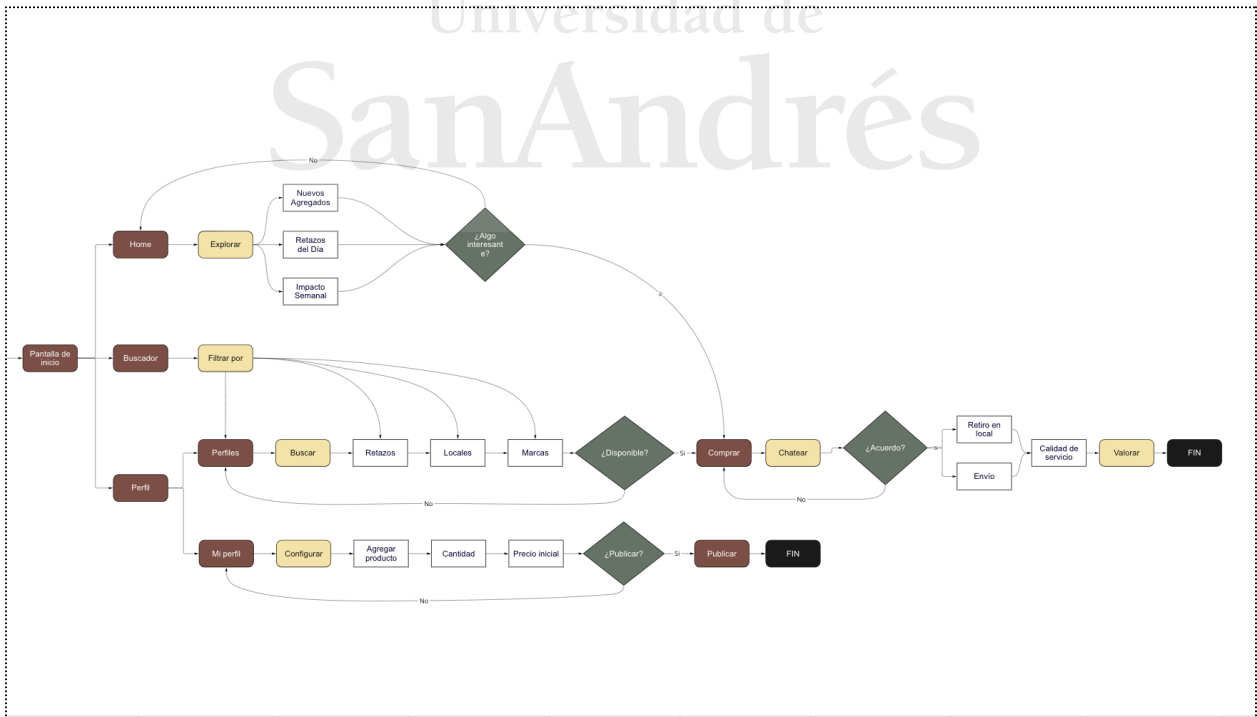 Universidad de
SanAndrés
No
Nuevos
Agregados
¿Algo
interesant
e?
Home
Explorar
Retazos
del Día
Impacto
Semanal
si
Pantalla de
inicio
Buscador
Filtrar por
Perfiles
Buscar
Retazos
Locales
Marcas
¿Disponible?
Si
Comprar
Chatear
¿Acuerdo?
si
Retiro en
local
Envío
Calidad de
servicio
Valorar
FIN
Perfil
No
No
Mi perfil
Configurar
Agregar
producto
Cantidad
Precio inicial
¿Publicar?
Si
Publicar
FIN
No